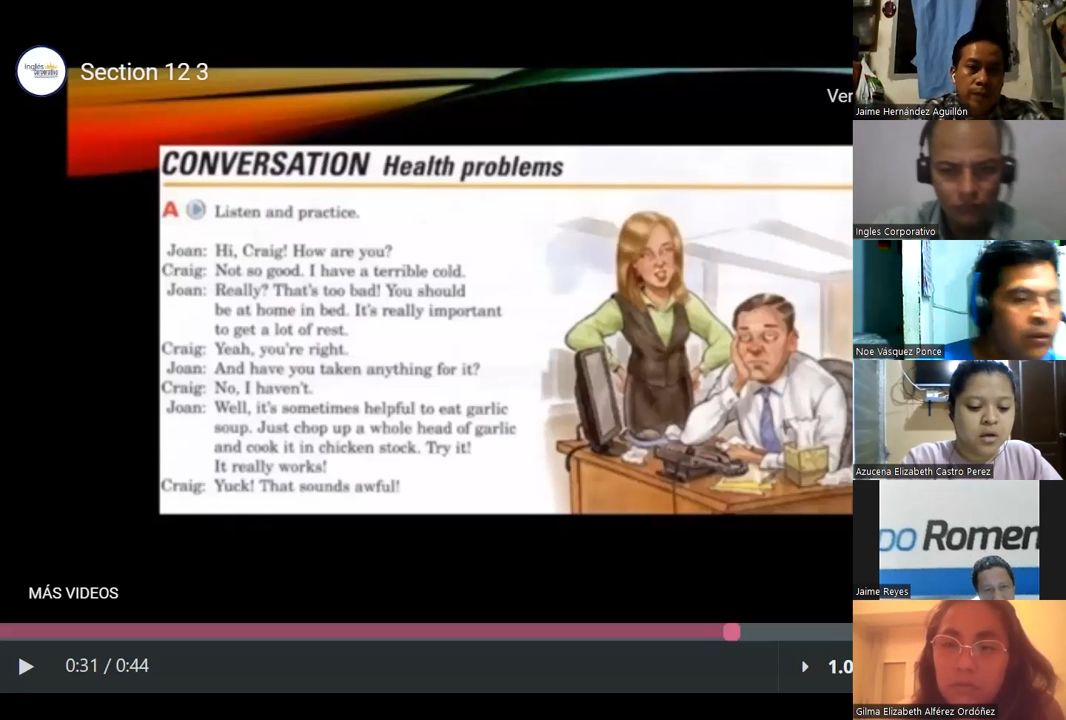 Section 12 3
Ver
CONVERSATION Health problems
A Listen and practice.
Joan: Hi, Craig! How are you?
Craig: Not so good. I have a terrible cold.
Joan: Really? That's too bad! You should
be at home in bed. It's really important
to get a lot of rest.
Craig: Yeah, you're right.
Joan: And have you taken anything for it?
Craig: No, I haven't.
Joan: Well, it's sometimes helpful to eat garlic
soup. Just chop up a whole head of garlic
and cook it in chicken stock. Try it!
It really works!
Craig: Yuck! That sounds awful!
MÁS VIDEOS
0:31 / 0:44
1.0
Jaime Hernández Aguillón
Ingles Corporativo
Noe Vásquez Ponce
Azucena Elizabeth Castro Perez
po Romen
Jaime Reyes
Gilma Elizabeth Alférez Ordóñez